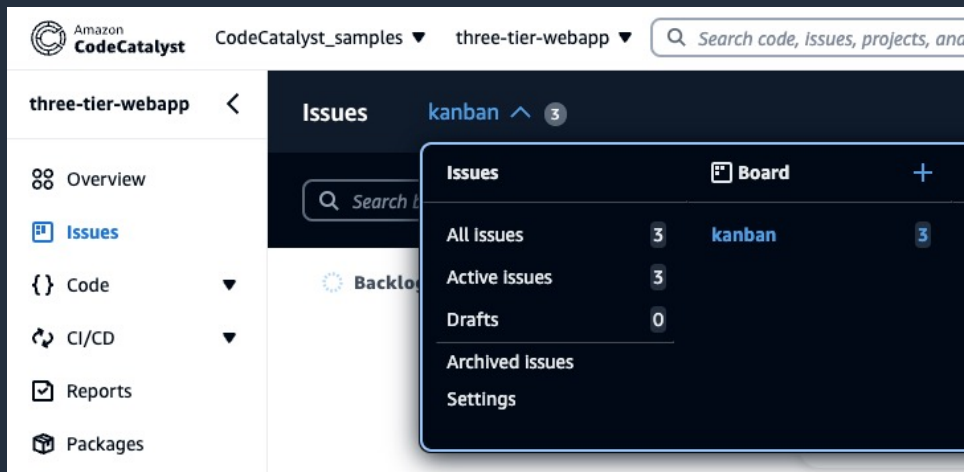 Amazon
CodeCatalyst
CodeCatalyst_samples
three-tier-webapp
Search code, issues, projects, and
three-tier-webapp
Overview
Issues
Code
CI/CD
Reports
Packages
Issues
kanban 3
Search
Backlog
Issues
All issues 3
Active issues 3
Drafts 0
Archived issues
Settings
Board
kanban 3